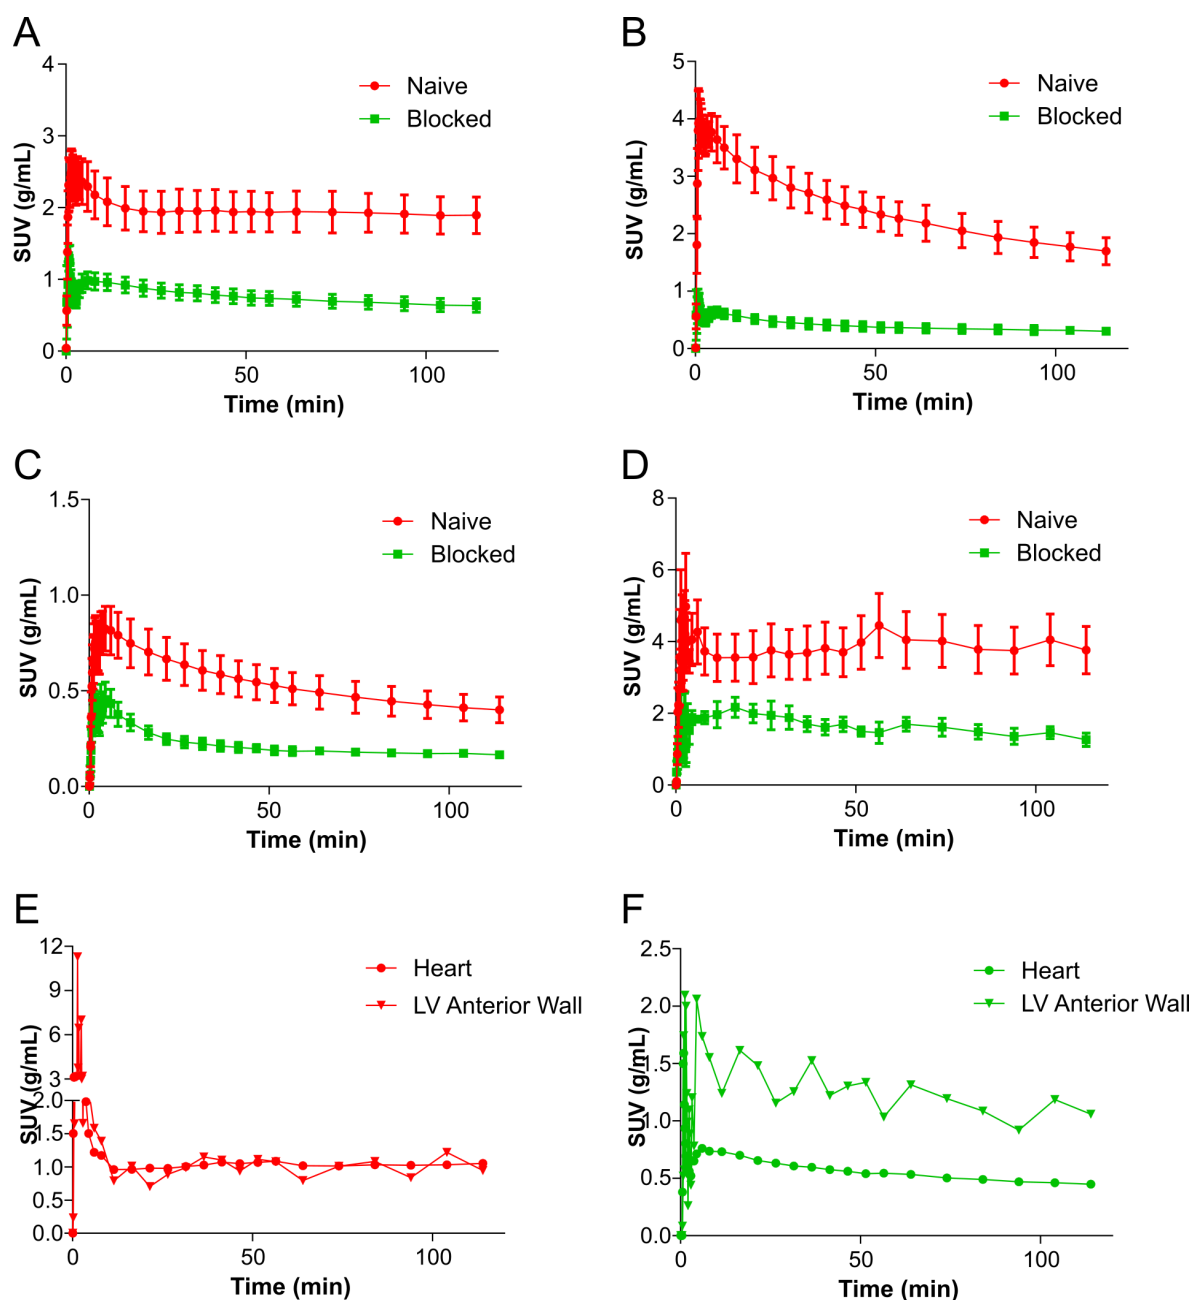 A
4
3
2
1
0
SUV (g/mL)
0 50 100
Time (min)
Naive
Blocked
B
5
4
3
2
1
0
SUV (g/mL)
0 50 100
Time (min)
Naive
Blocked
C
1.5
1.0
0.5
0.0
SUV (g/mL)
0 50 100
Time (min)
Naive
Blocked
D
8
6
4
2
0
SUV (g/mL)
0 50 100
Time (min)
Naive
Blocked
E
12
9
6
3
2.0
1.5
1.0
0.5
0.0
SUV (g/mL)
0 50 100
Time (min)
Heart
LV Anterior Wall
F
2.5
2.0
1.5
1.0
0.5
0.0
SUV (g/mL)
0 50 100
Time (min)
Heart
LV Anterior Wall